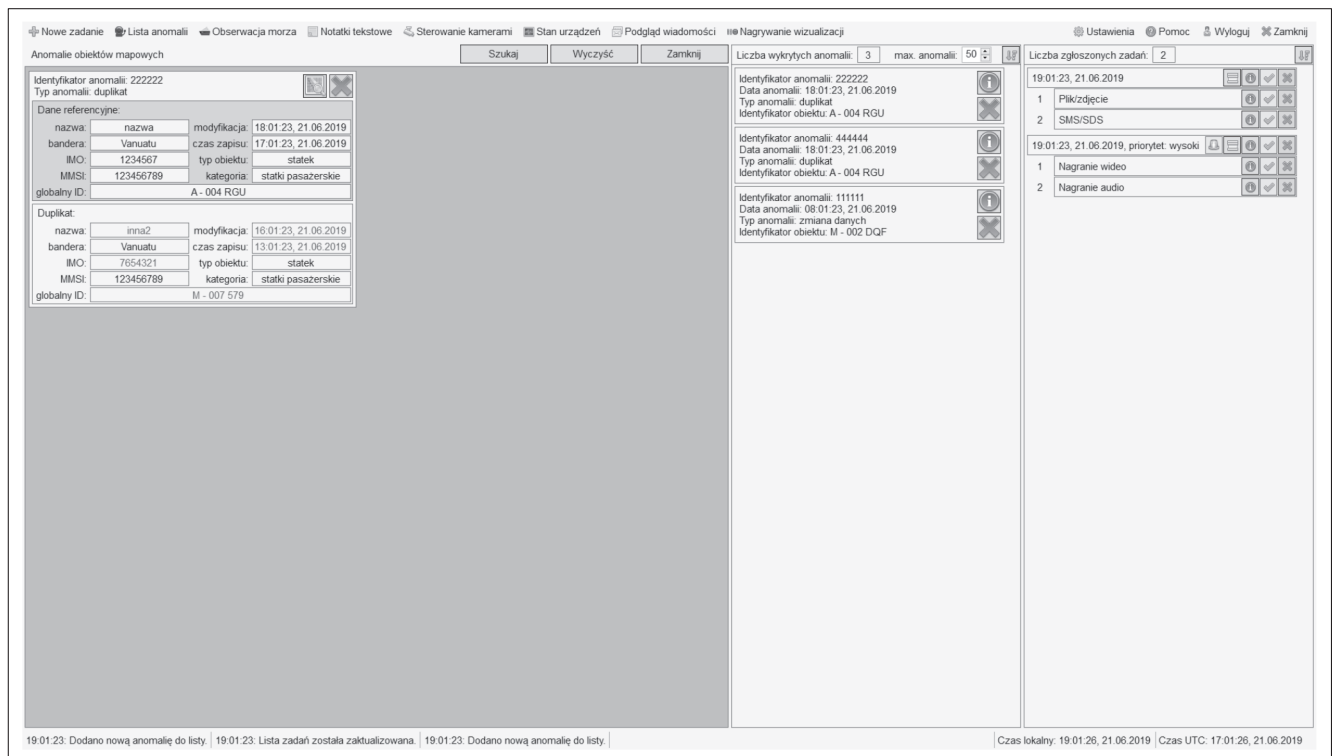 Nowe zadanie Lista anomalii Obserwacja morza Notatki tekstowe Sterowanie kamerami Stan urządzeń Podgląd wiadomości Nagrywanie wizualizacji Ustawienia Pomoc Wyloguj Zamknij
Anomalie obiektów mapowych Szukaj Wyczyść Zamknij
Identyfikator anomalii: 222222
Typ anomalii: duplikat
Dane referencyjne:
nazwa: nazwa modyfikacja: 18:01:23, 21.06.2019
bandera: Vanuatu czas zapisu: 17:01:23, 21.06.2019
IMO: 1234567 typ obiektu: statek
MMSI: 123456789 kategoria: statki pasażerskie
globalny ID: A - 004 RGU
Duplikat:
nazwa: inna2 modyfikacja: 16:01:23, 21.06.2019
bandera: Vanuatu czas zapisu: 13:01:23, 21.06.2019
IMO: 7654321 typ obiektu: statek
MMSI: 123456789 kategoria: statki pasażerskie
globalny ID: M - 007 579
Liczba wykrytych anomalii: 3 max. anomalii: 50
Identyfikator anomalii: 222222
Data anomalii: 18:01:23, 21.06.2019
Typ anomalii: duplikat
Identyfikator obiektu: A - 004 RGU
Identyfikator anomalii: 444444
Data anomalii: 18:01:23, 21.06.2019
Typ anomalii: duplikat
Identyfikator obiektu: A - 004 RGU
Identyfikator anomalii: 111111
Data anomalii: 08:01:23, 21.06.2019
Typ anomalii: zmiana danych
Identyfikator obiektu: M - 002 DQF
Liczba zgłoszonych zadań: 2
19:01:23, 21.06.2019
1 Plik/zdjęcie
2 SMS/SDS
19:01:23, 21.06.2019, priorytet: wysoki
1 Nagranie wideo
2 Nagranie audio
19:01:23: Dodano nową anomalię do listy. 19:01:23: Lista zadań została zaktualizowana. 19:01:23: Dodano nową anomalię do listy. Czas lokalny: 19:01:26, 21.06.2019 Czas UTC: 17:01:26, 21.06.2019